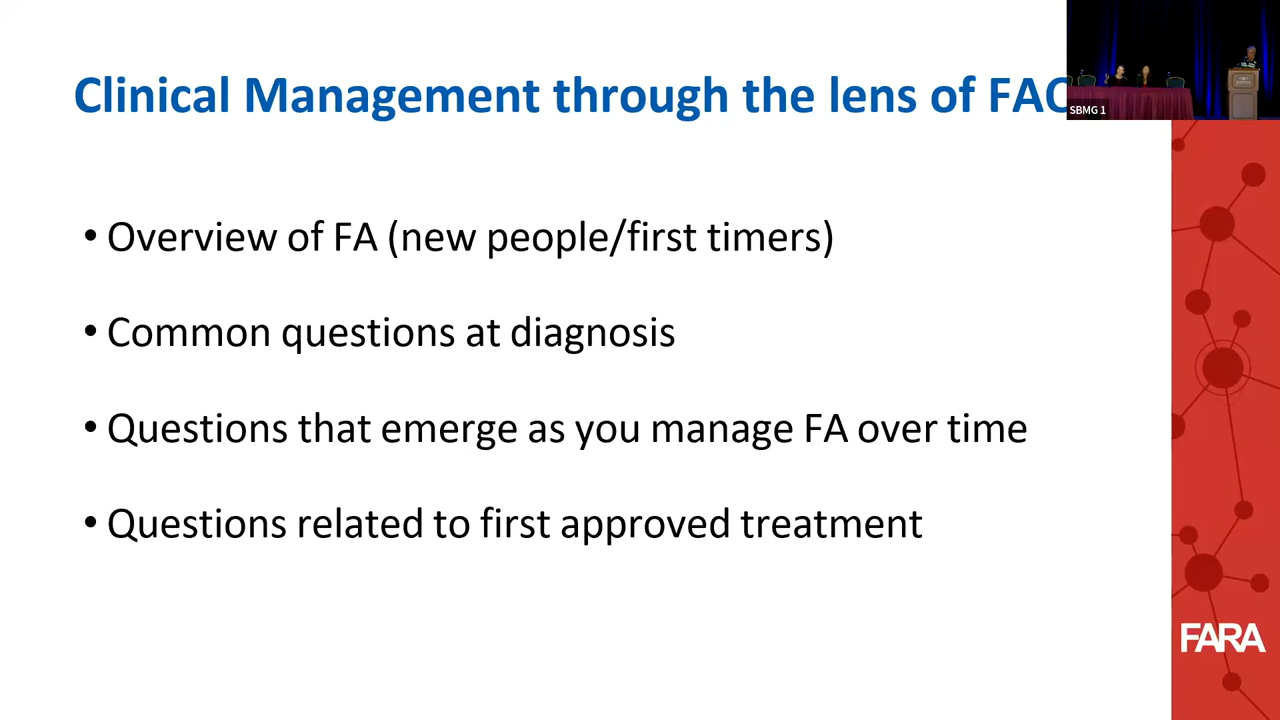 Clinical Management through the lens of
SBMG 1
• Overview of FA (new people/first timers)
• Common questions at diagnosis
• Questions that emerge as you manage FA over time
• Questions related to first approved treatment
FARA